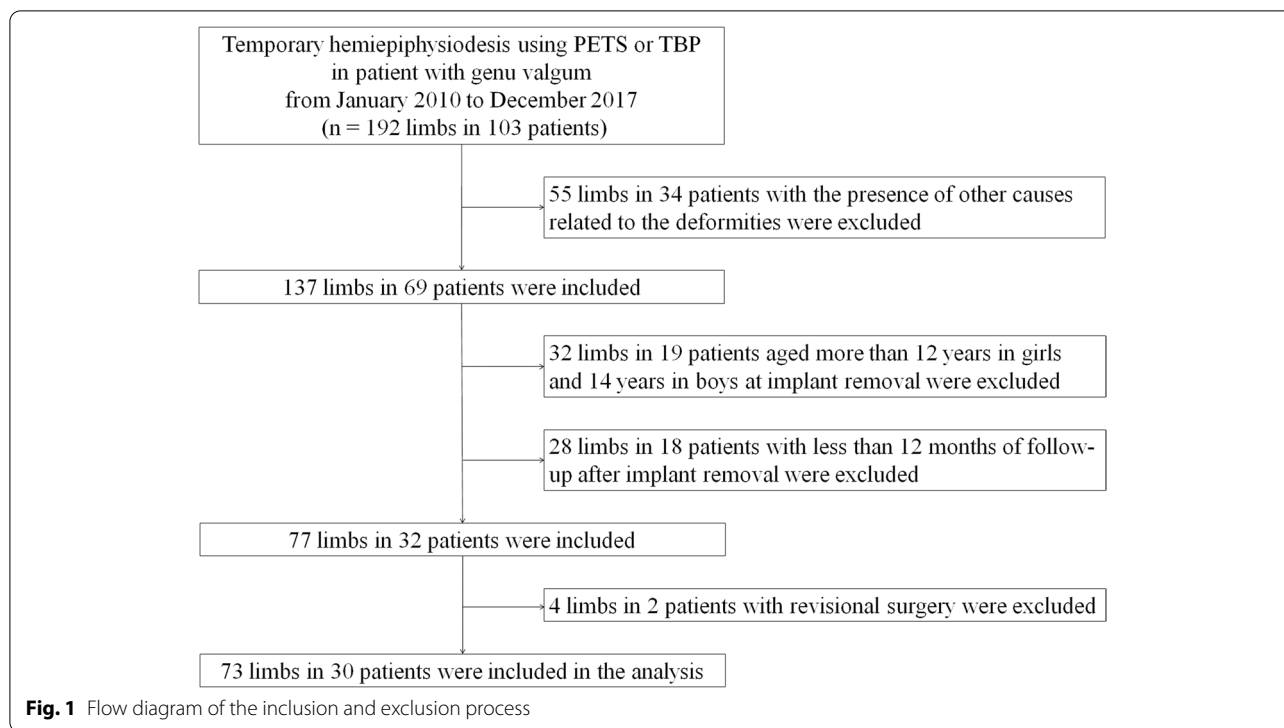 Temporary hemiepiphysiodesis using PETS or TBP
in patient with genu valgum
from January 2010 to December 2017
(n = 192 limbs in 103 patients)
55 limbs in 34 patients with the presence of other causes
related to the deformities were excluded
137 limbs in 69 patients were included
32 limbs in 19 patients aged more than 12 years in girls
and 14 years in boys at implant removal were excluded
28 limbs in 18 patients with less than 12 months of follow-
up after implant removal were excluded
77 limbs in 32 patients were included
4 limbs in 2 patients with revisional surgery were excluded
73 limbs in 30 patients were included in the analysis
Fig. 1 Flow diagram of the inclusion and exclusion process